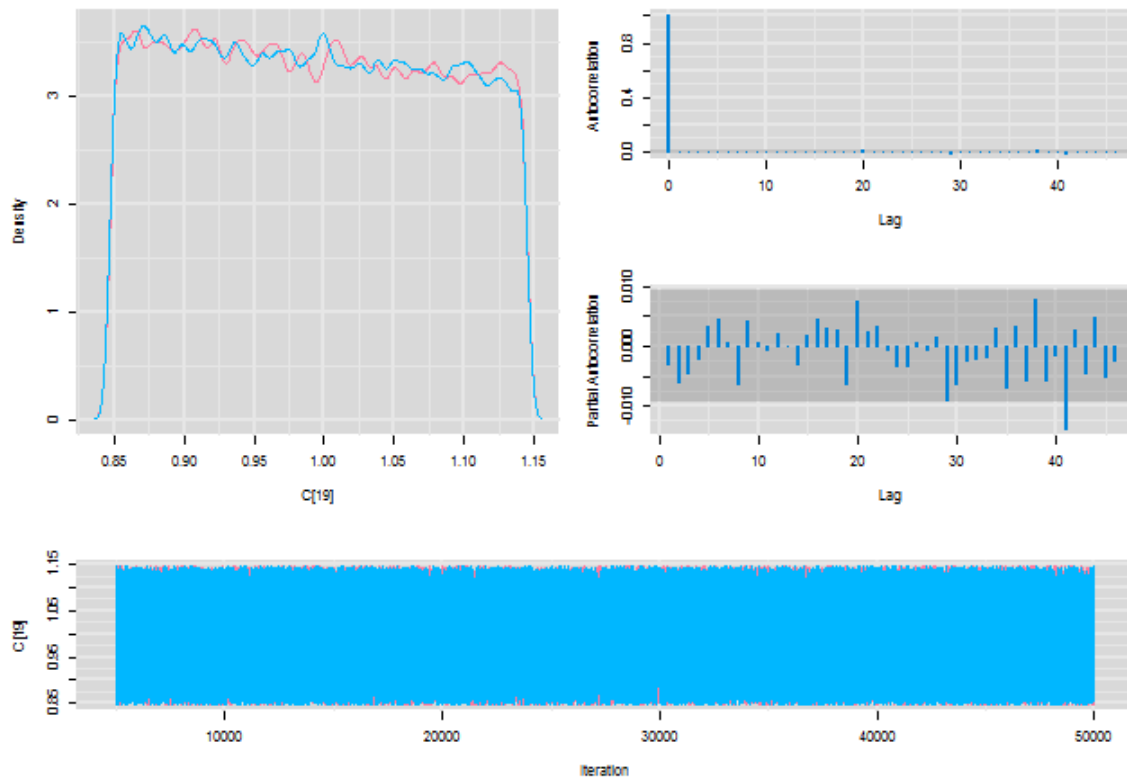 Density
3
2
1
0
0.85 0.90 0.95 1.00 1.05 1.10 1.15
C[19]
Autocorrelation
0.8
0.4
0.0
0 10 20 30 40
Lag
Partial Autocorrelation
0.010
0.000
-0.010
0 10 20 30 40
Lag
C[19]
1.15
1.05
0.95
0.85
10000 20000 30000 40000 50000
Iteration